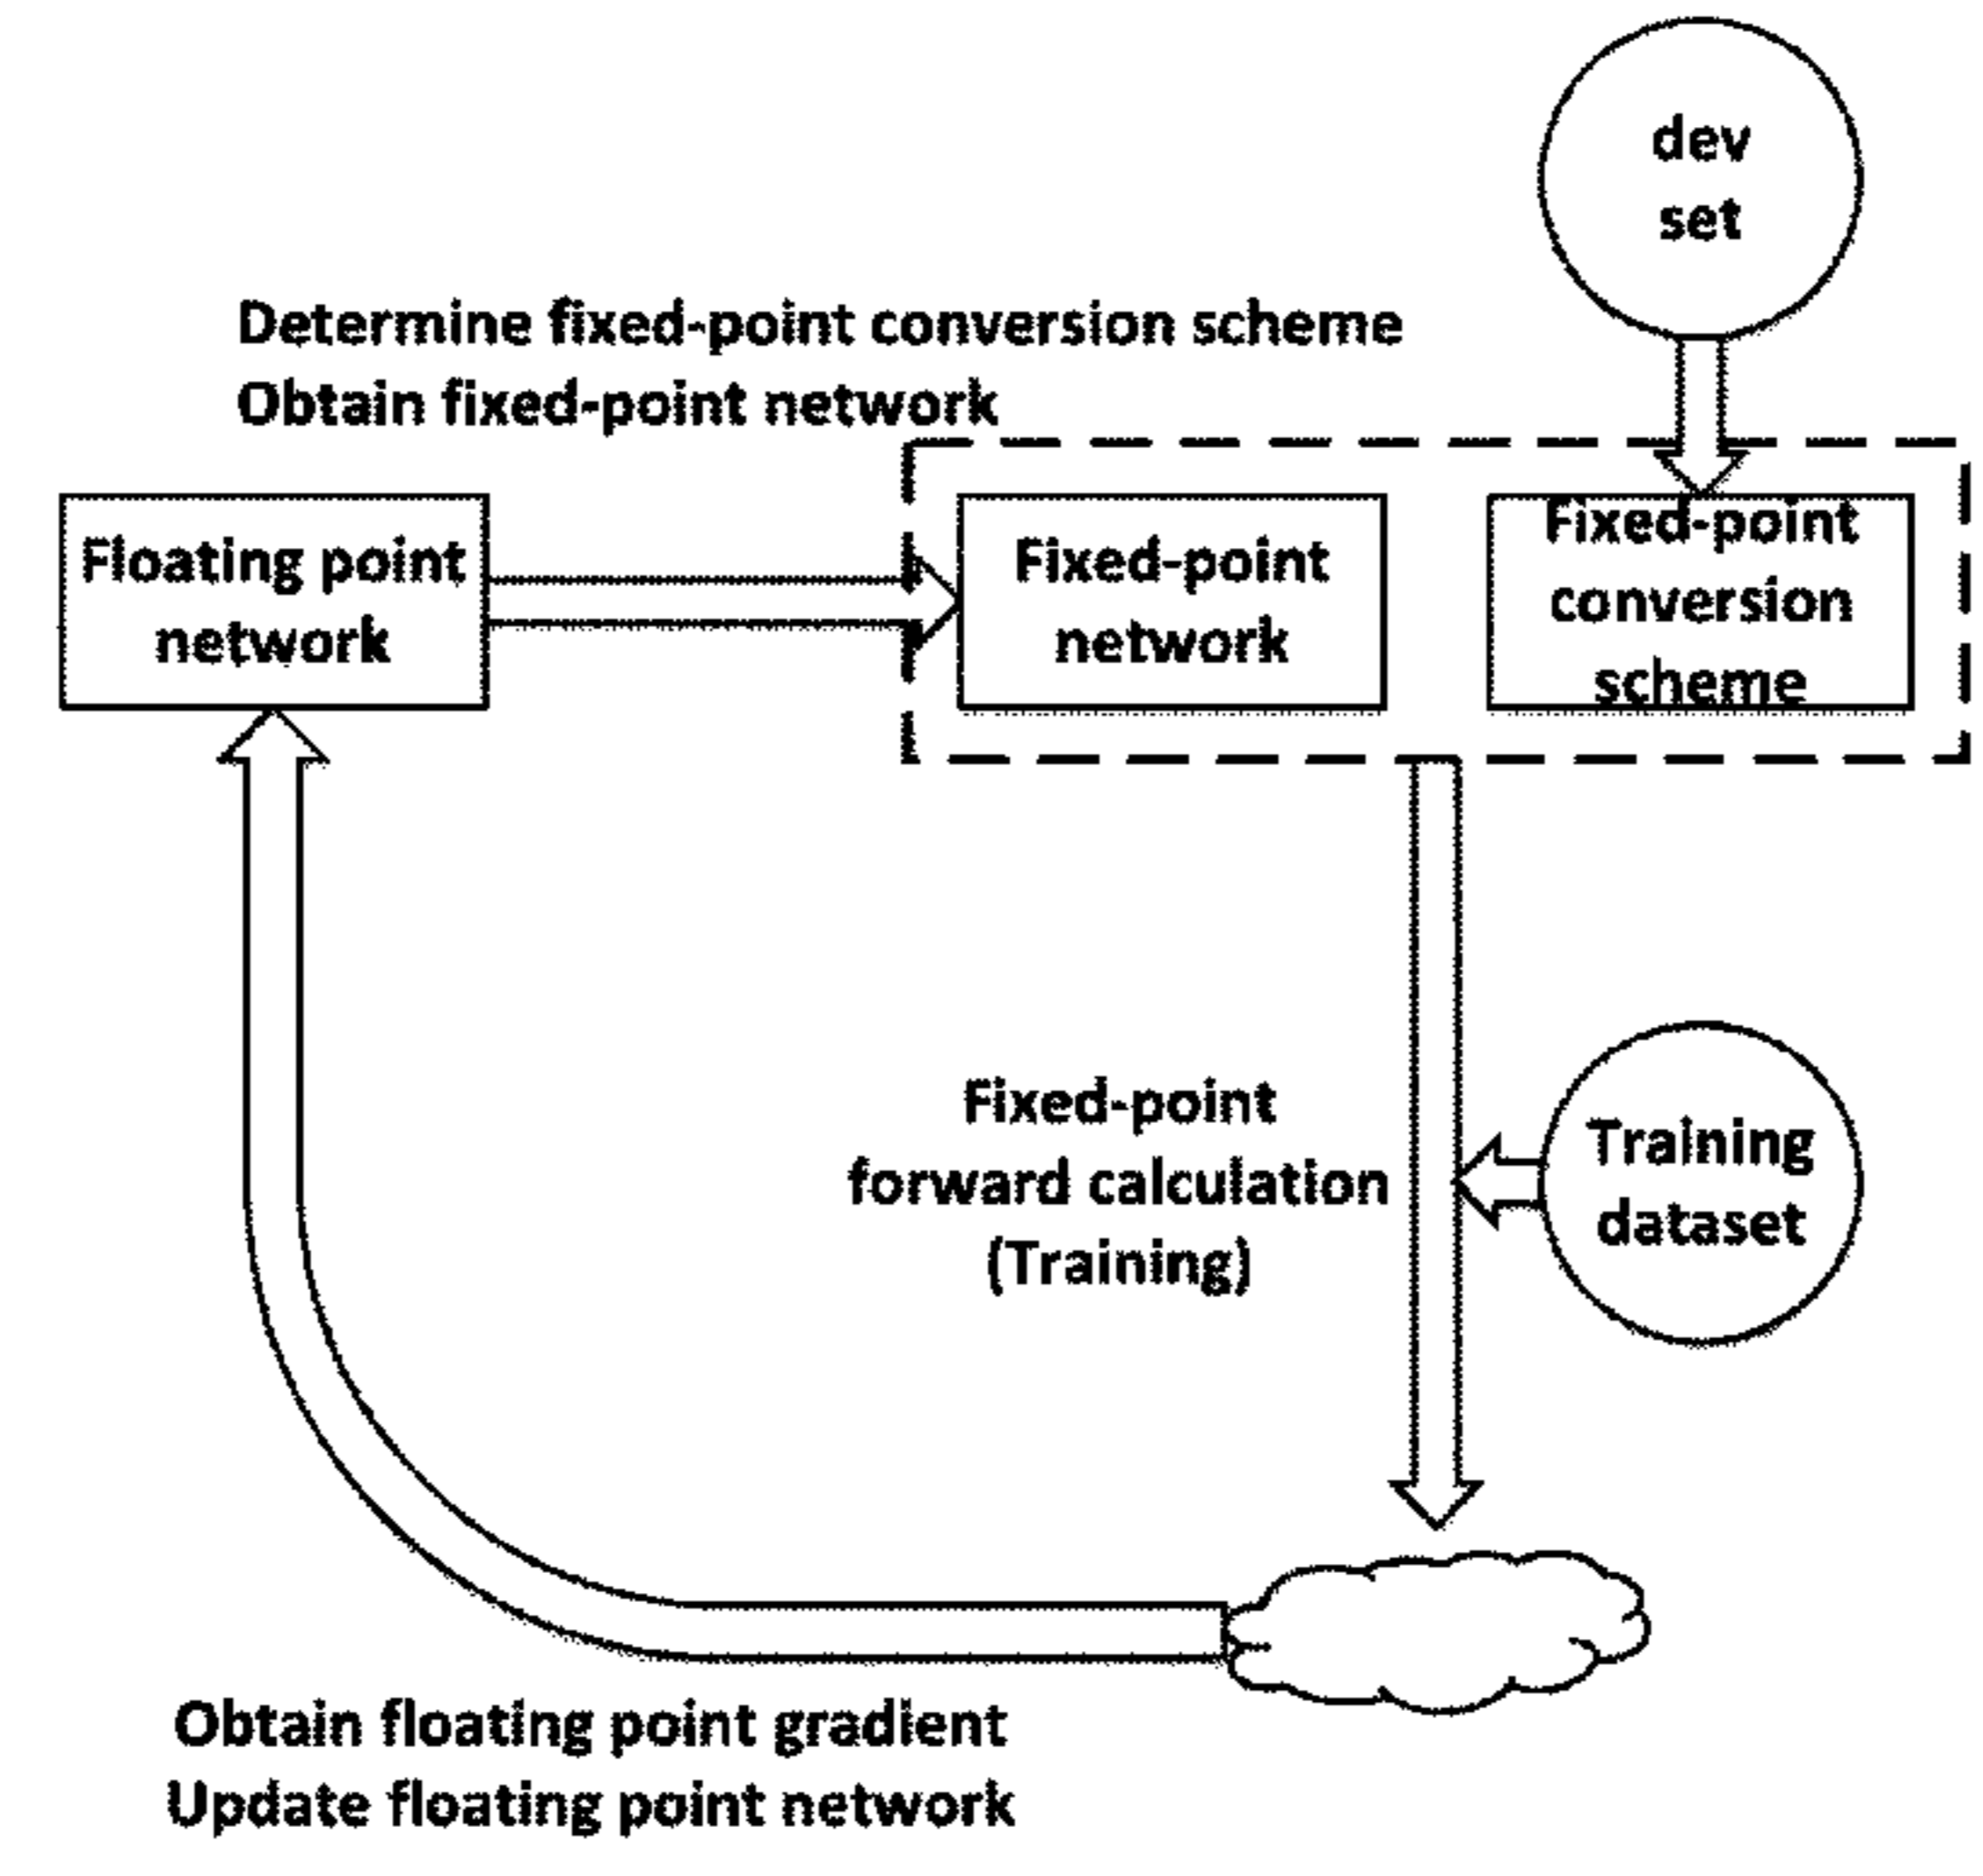 dev
set
Determine fixed-point conversion scheme
Obtain fixed-point network
Floating point
network
Fixed-point
network
Fixed-point
conversion
scheme
Fixed-point
forward calculation
(Training)
Training
dataset
Obtain floating point gradient
Update floating point network